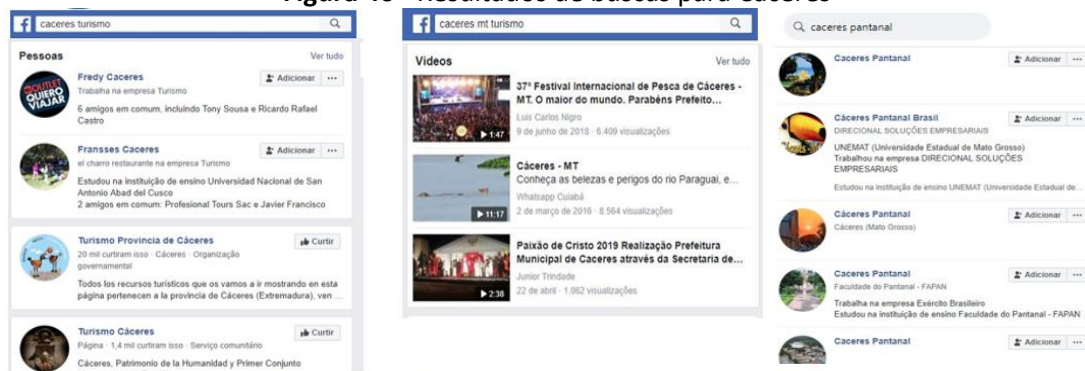 caceres turismo
Pessoas
Ver tudo
OUTLET
QUIERO
VIAJAR
Fredy Caceres
Adicionar
Trabalha na empresa Turismo
6 amigos em comum, incluindo Tony Sousa e Ricardo Rafael
Castro
Fransses Caceres
Adicionar
el charro restaurante na empresa Turismo
Estudou na instituição de ensino Universidad Nacional de San
Antonio Abad del Cusco
2 amigos em comum: Profesional Tours Sac e Javier Francisco
Turismo Provincia de Cáceres
Curtir
20 mil curtiram isso · Cáceres · Organização
governamental
Todos los recursos turísticos que os vamos a ir mostrando en esta
página pertenecen a la provincia de Cáceres (Extremadura), ven ...
Turismo Cáceres
Curtir
Página · 1,4 mil curtiram isso · Serviço comunitário
Cáceres, Patrimonio de la Humanidad y Primer Conjunto
caceres mt turismo
Vídeos
Ver tudo
37º Festival Internacional de Pesca de Cáceres -
MT. O maior do mundo. Parabéns Prefeito...
Luis Carlos Nigro
9 de junho de 2018 · 6.409 visualizações
1:47
Cáceres - MT
Conheça as belezas e perigos do rio Paraguai, e...
Whatsapp Cuiabá
2 de março de 2016 · 8.564 visualizações
11:17
Paixão de Cristo 2019 Realização Prefeitura
Municipal de Caceres através da Secretaria de...
Junior Trindade
22 de abril · 1.062 visualizações
2:38
caceres pantanal
Caceres Pantanal
Adicionar
Cáceres Pantanal Brasil
Adicionar
DIRECIONAL SOLUÇÕES EMPRESARIAIS
UNEMAT (Universidade Estadual de Mato Grosso)
Trabalhou na empresa DIRECIONAL SOLUÇÕES
EMPRESARIAIS
Estudou na instituição de ensino UNEMAT (Universidade Estadual de...
Cáceres Pantanal
Adicionar
Cáceres (Mato Grosso)
Caceres Pantanal
Adicionar
Faculdade do Pantanal - FAPAN
Trabalha na empresa Exército Brasileiro
Estudou na instituição de ensino Faculdade do Pantanal - FAPAN
Caceres Pantanal
Adicionar